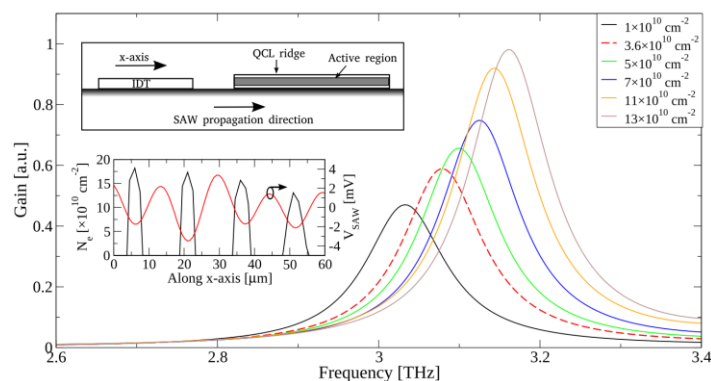 1
0.8
0.6
0.4
0.2
0
Gain [a.u.]
2.6
2.8
3
3.2
3.4
Frequency [THz]
1×10¹⁰ cm⁻²
3.6×10¹⁰ cm⁻²
5×10¹⁰ cm⁻²
7×10¹⁰ cm⁻²
11×10¹⁰ cm⁻²
13×10¹⁰ cm⁻²
x-axis
QCL ridge
Active region
IDT
SAW propagation direction
20
15
10
5
0
Nₑ [×10¹⁰ cm⁻²]
4
2
0
-2
-4
V_SAW [mV]
0 10 20 30 40 50 60
Along x-axis [μm]